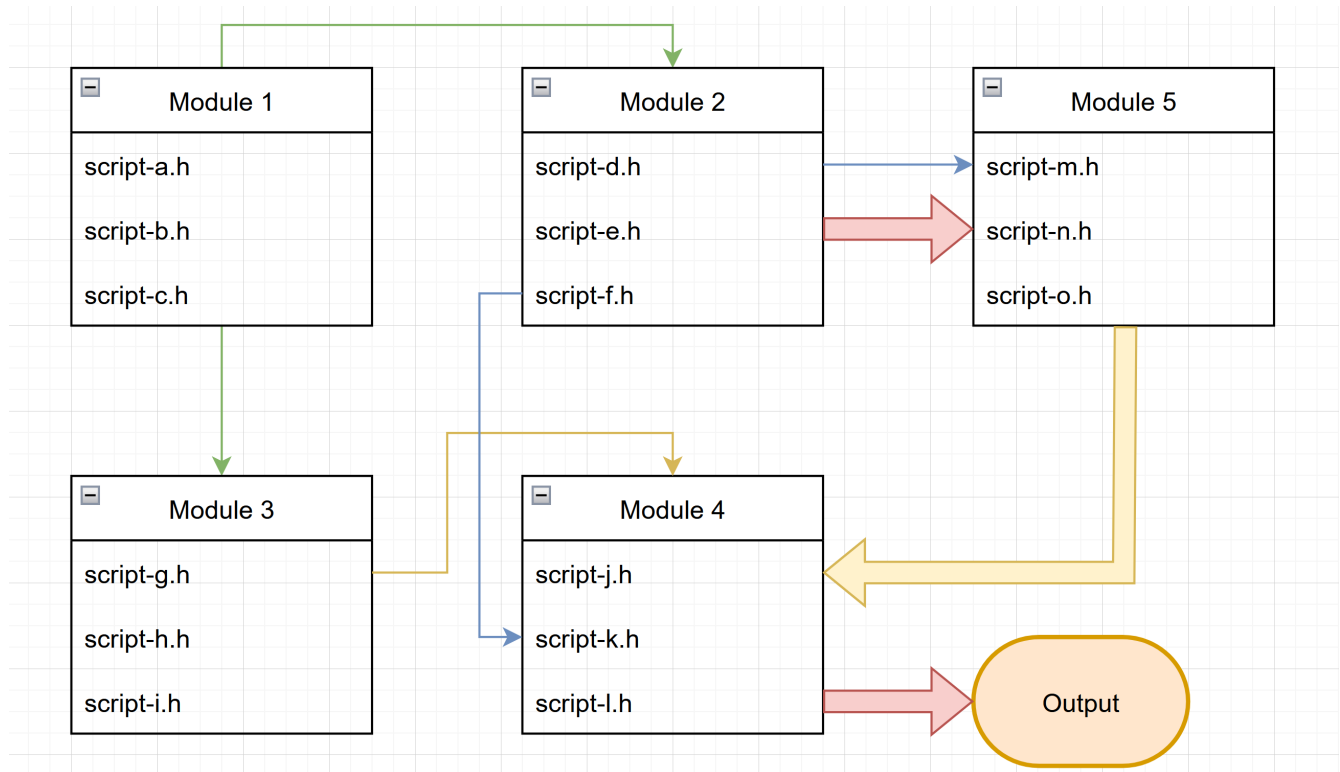 Module 1
script-a.h
script-b.h
script-c.h
Module 2
script-d.h
script-e.h
script-f.h
Module 5
script-m.h
script-n.h
script-o.h
Module 3
script-g.h
script-h.h
script-i.h
Module 4
script-j.h
script-k.h
script-l.h
Output